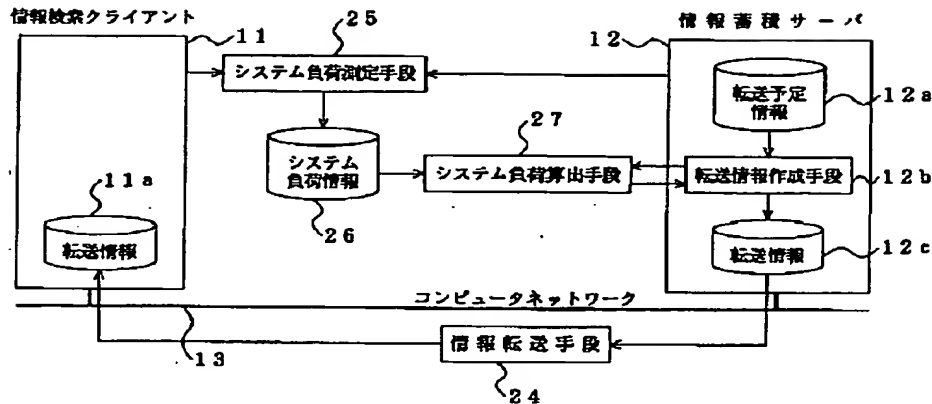 情報検索クライアント
11
25
12
情報蓄積サーバ
システム負荷測定手段
転送予定
情報
12a
27
システム
負荷情報
システム負荷算出手段
転送情報作成手段
12b
11a
26
転送情報
転送情報
12c
コンピュータネットワーク
13
情報転送手段
24